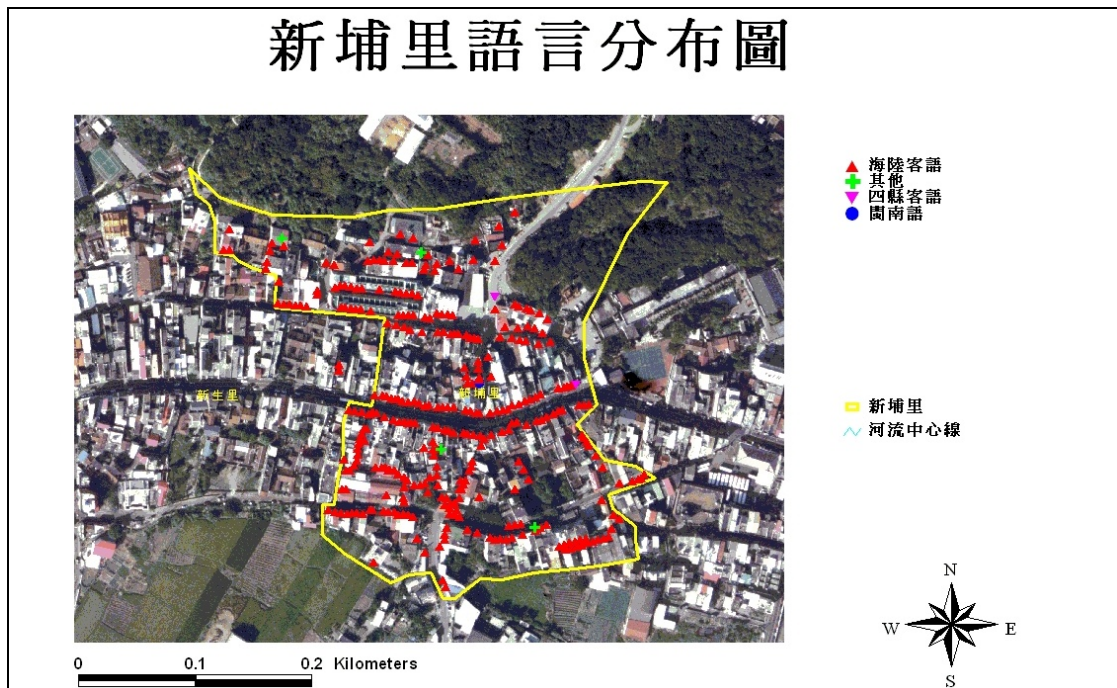 新埔里語言分布圖
海陸客語
其他
四縣客語
閩南語
新生里
新埔里
新埔里
河流中心線
N
W E
S
0 0.1 0.2 Kilometers